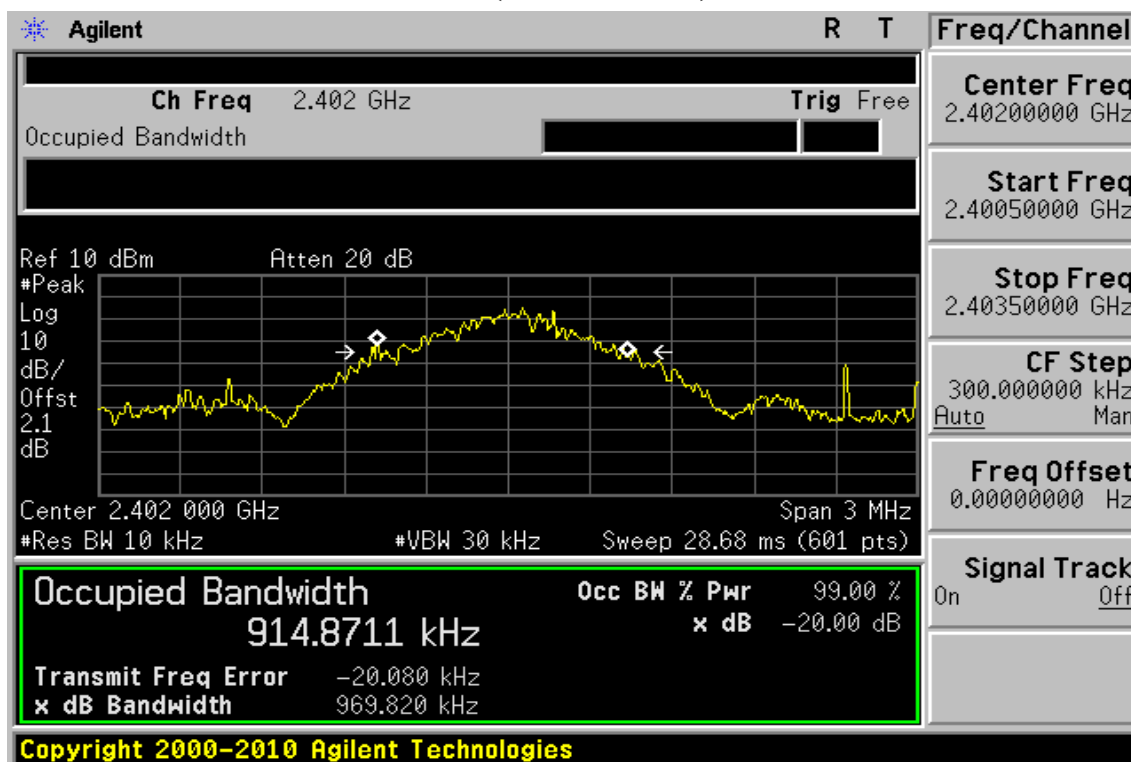 Agilent R T
Ch Freq 2.402 GHz Trig Free
Occupied Bandwidth
Ref 10 dBm Atten 20 dB
#Peak
Log
10
dB/
Offst
2.1
dB
Center 2.402 000 GHz Span 3 MHz
#Res BW 10 kHz #VBW 30 kHz Sweep 28.68 ms (601 pts)
Occupied Bandwidth Occ BW % Pwr 99.00 %
914.8711 kHz x dB -20.00 dB
Transmit Freq Error -20.080 kHz
x dB Bandwidth 969.820 kHz
Copyright 2000-2010 Agilent Technologies
Freq/Channel
Center Freq
2.40200000 GHz
Start Freq
2.40050000 GHz
Stop Freq
2.40350000 GHz
CF Step
300.000000 kHz
Auto Man
Freq Offset
0.00000000 Hz
Signal Track
On Off